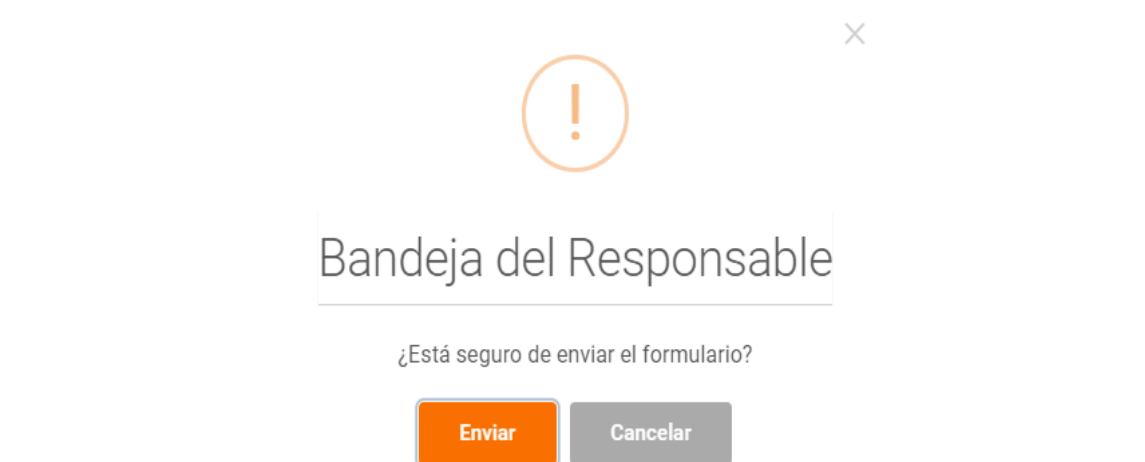 Bandeja del Responsable
¿Está seguro de enviar el formulario?
Enviar
Cancelar